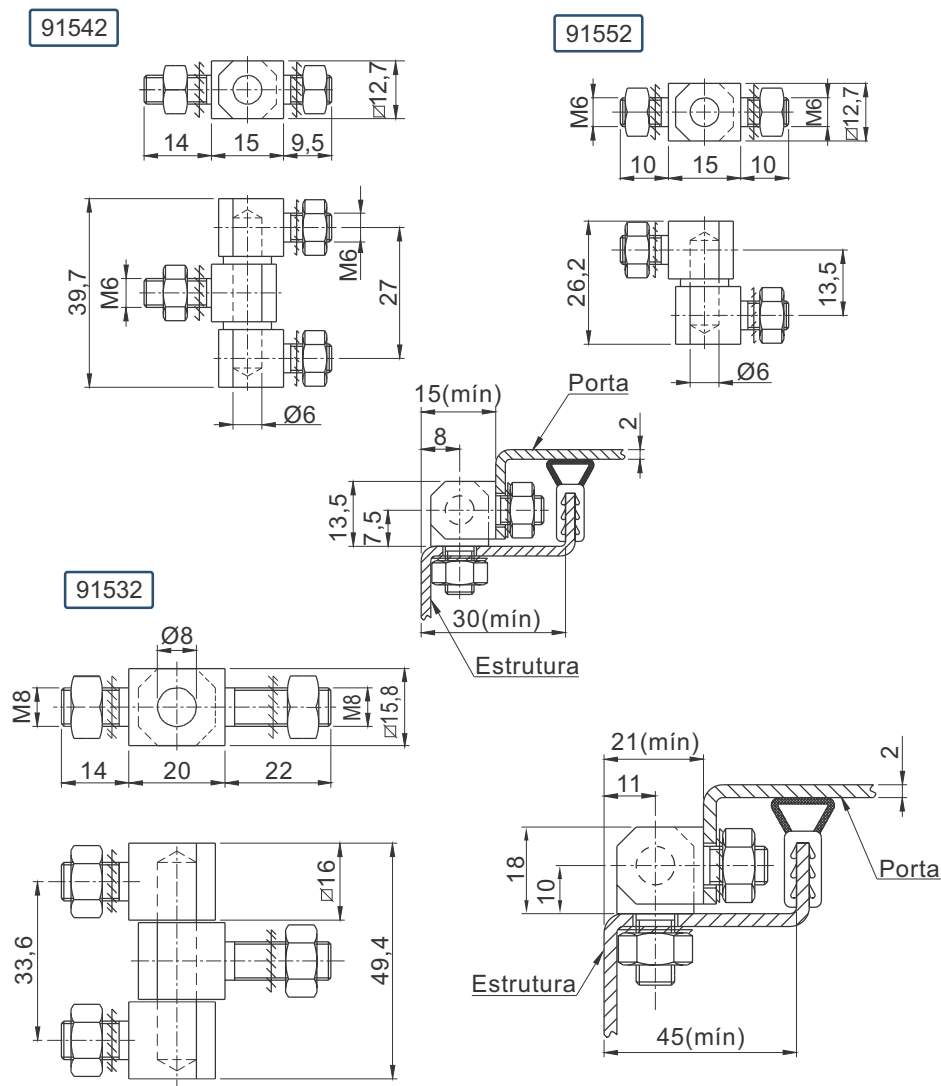 91542
□12,7
14
15
9,5
39,7
M6
M6
27
Ø6
91552
M6
M6
□12,7
10
15
10
26,2
13,5
Ø6
15(mín)
Porta
8
2
13,5
7,5
30(mín)
Estrutura
91532
Ø8
M8
M8
□15,8
14
20
22
□16
33,6
49,4
21(mín)
2
11
18
10
Porta
Estrutura
45(mín)